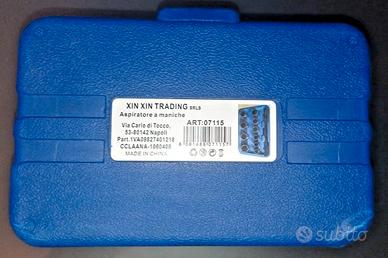 XIN XIN TRADING SRLS
Aspiratore a maniche
Via Carlo di Tocco,
53-80142 Napoli
Part.1VA09527401218
CCLAANA-1060408
MADE IN CHINA
ART:07115
subito